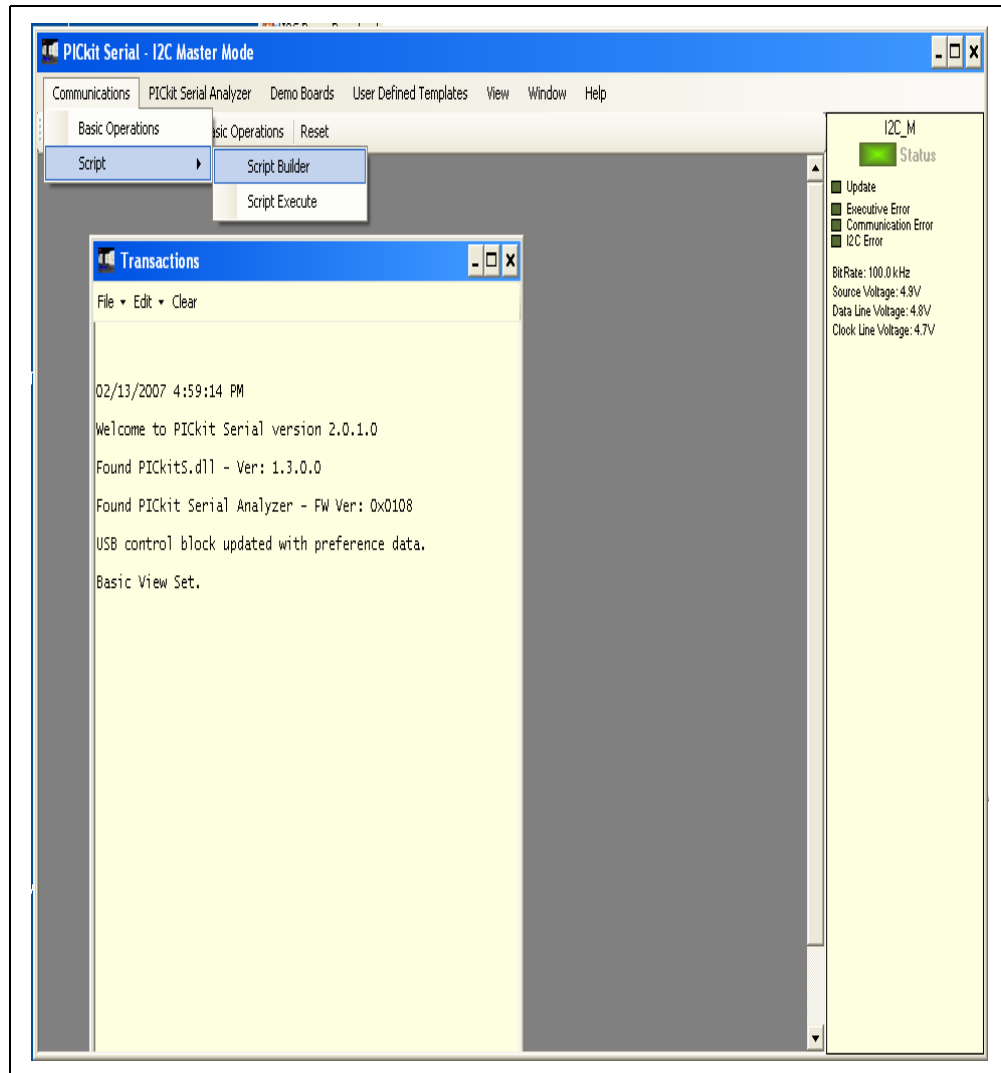 PICkit Serial - I2C Master Mode
Communications PICkit Serial Analyzer Demo Boards User Defined Templates View Window Help
Basic Operations
asic Operations Reset
Script
Script Builder
Script Execute
I2C_M
Status
Update
Executive Error
Communication Error
I2C Error
BitRate: 100.0 kHz
Source Voltage: 4.9V
Data Line Voltage: 4.8V
Clock Line Voltage: 4.7V
Transactions
File Edit Clear
02/13/2007 4:59:14 PM
Welcome to PICkit Serial version 2.0.1.0
Found PICkitS.dll - Ver: 1.3.0.0
Found PICkit Serial Analyzer - FW Ver: 0x0108
USB control block updated with preference data.
Basic View Set.